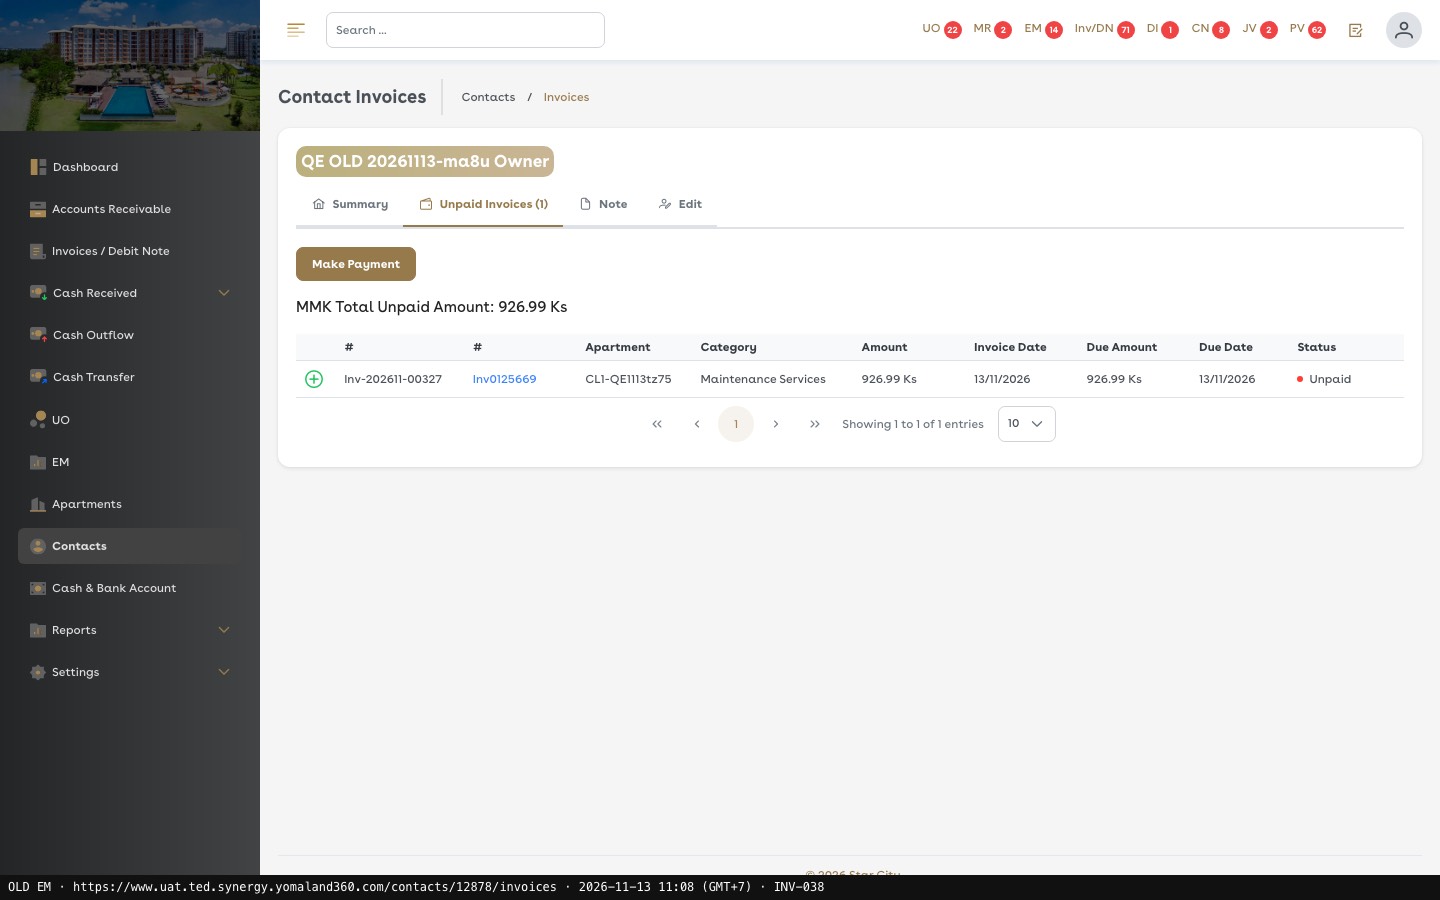 Search ...
UO 22 MR 2 EM 14 Inv/DN 71 DI 1 CN 8 JV 2 PV 62
Dashboard
Accounts Receivable
Invoices / Debit Note
Cash Received
Cash Outflow
Cash Transfer
UO
EM
Apartments
Contacts
Cash & Bank Account
Reports
Settings
Contact Invoices
Contacts / Invoices
QE OLD 20261113-ma8u Owner
Summary Unpaid Invoices (1) Note Edit
Make Payment
MMK Total Unpaid Amount: 926.99 Ks
# # Apartment Category Amount Invoice Date Due Amount Due Date Status
Inv-202611-00327 Inv0125669 CL1-QE1113tz75 Maintenance Services 926.99 Ks 13/11/2026 926.99 Ks 13/11/2026 Unpaid
« ‹ 1 › » Showing 1 to 1 of 1 entries 10
© 2026 Star City
OLD EM · https://www.uat.ted.synergy.yomaland360.com/contacts/12878/invoices · 2026-11-13 11:08 (GMT+7) · INV-038